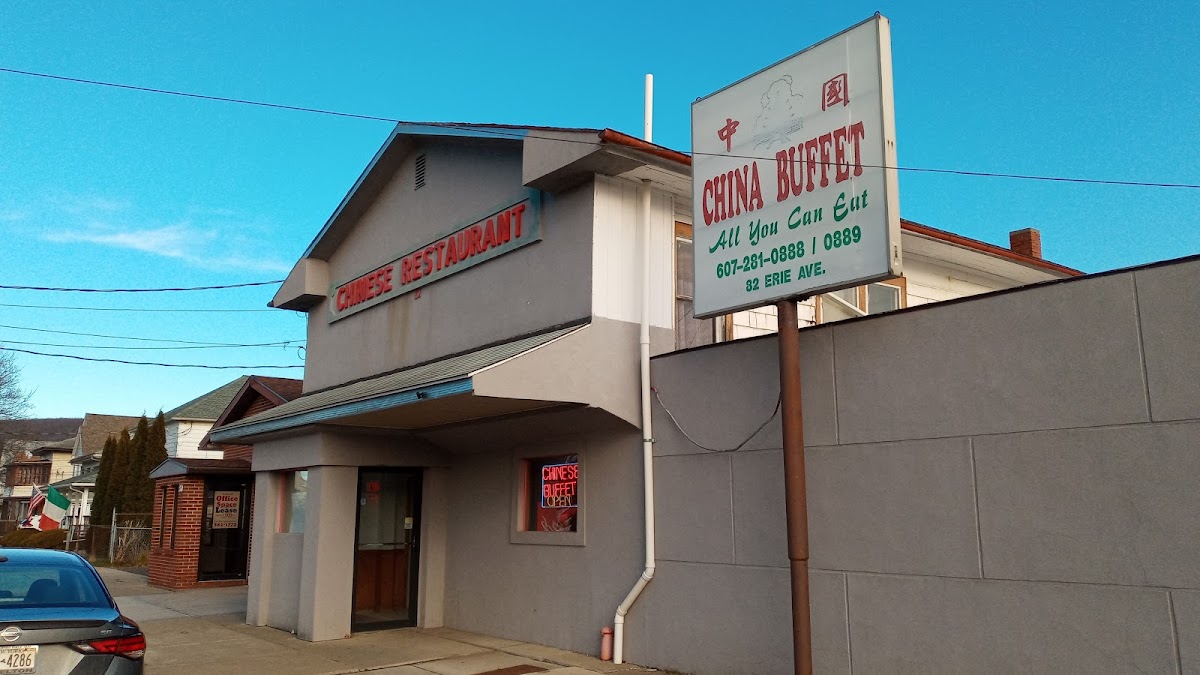 中 國
CHINA BUFFET
All You Can Eat
607-281-0888 / 0889
82 ERIE AVE.
CHINESE RESTAURANT
CHINESE
BUFFET
OPEN
Office
Space
Lease
4286